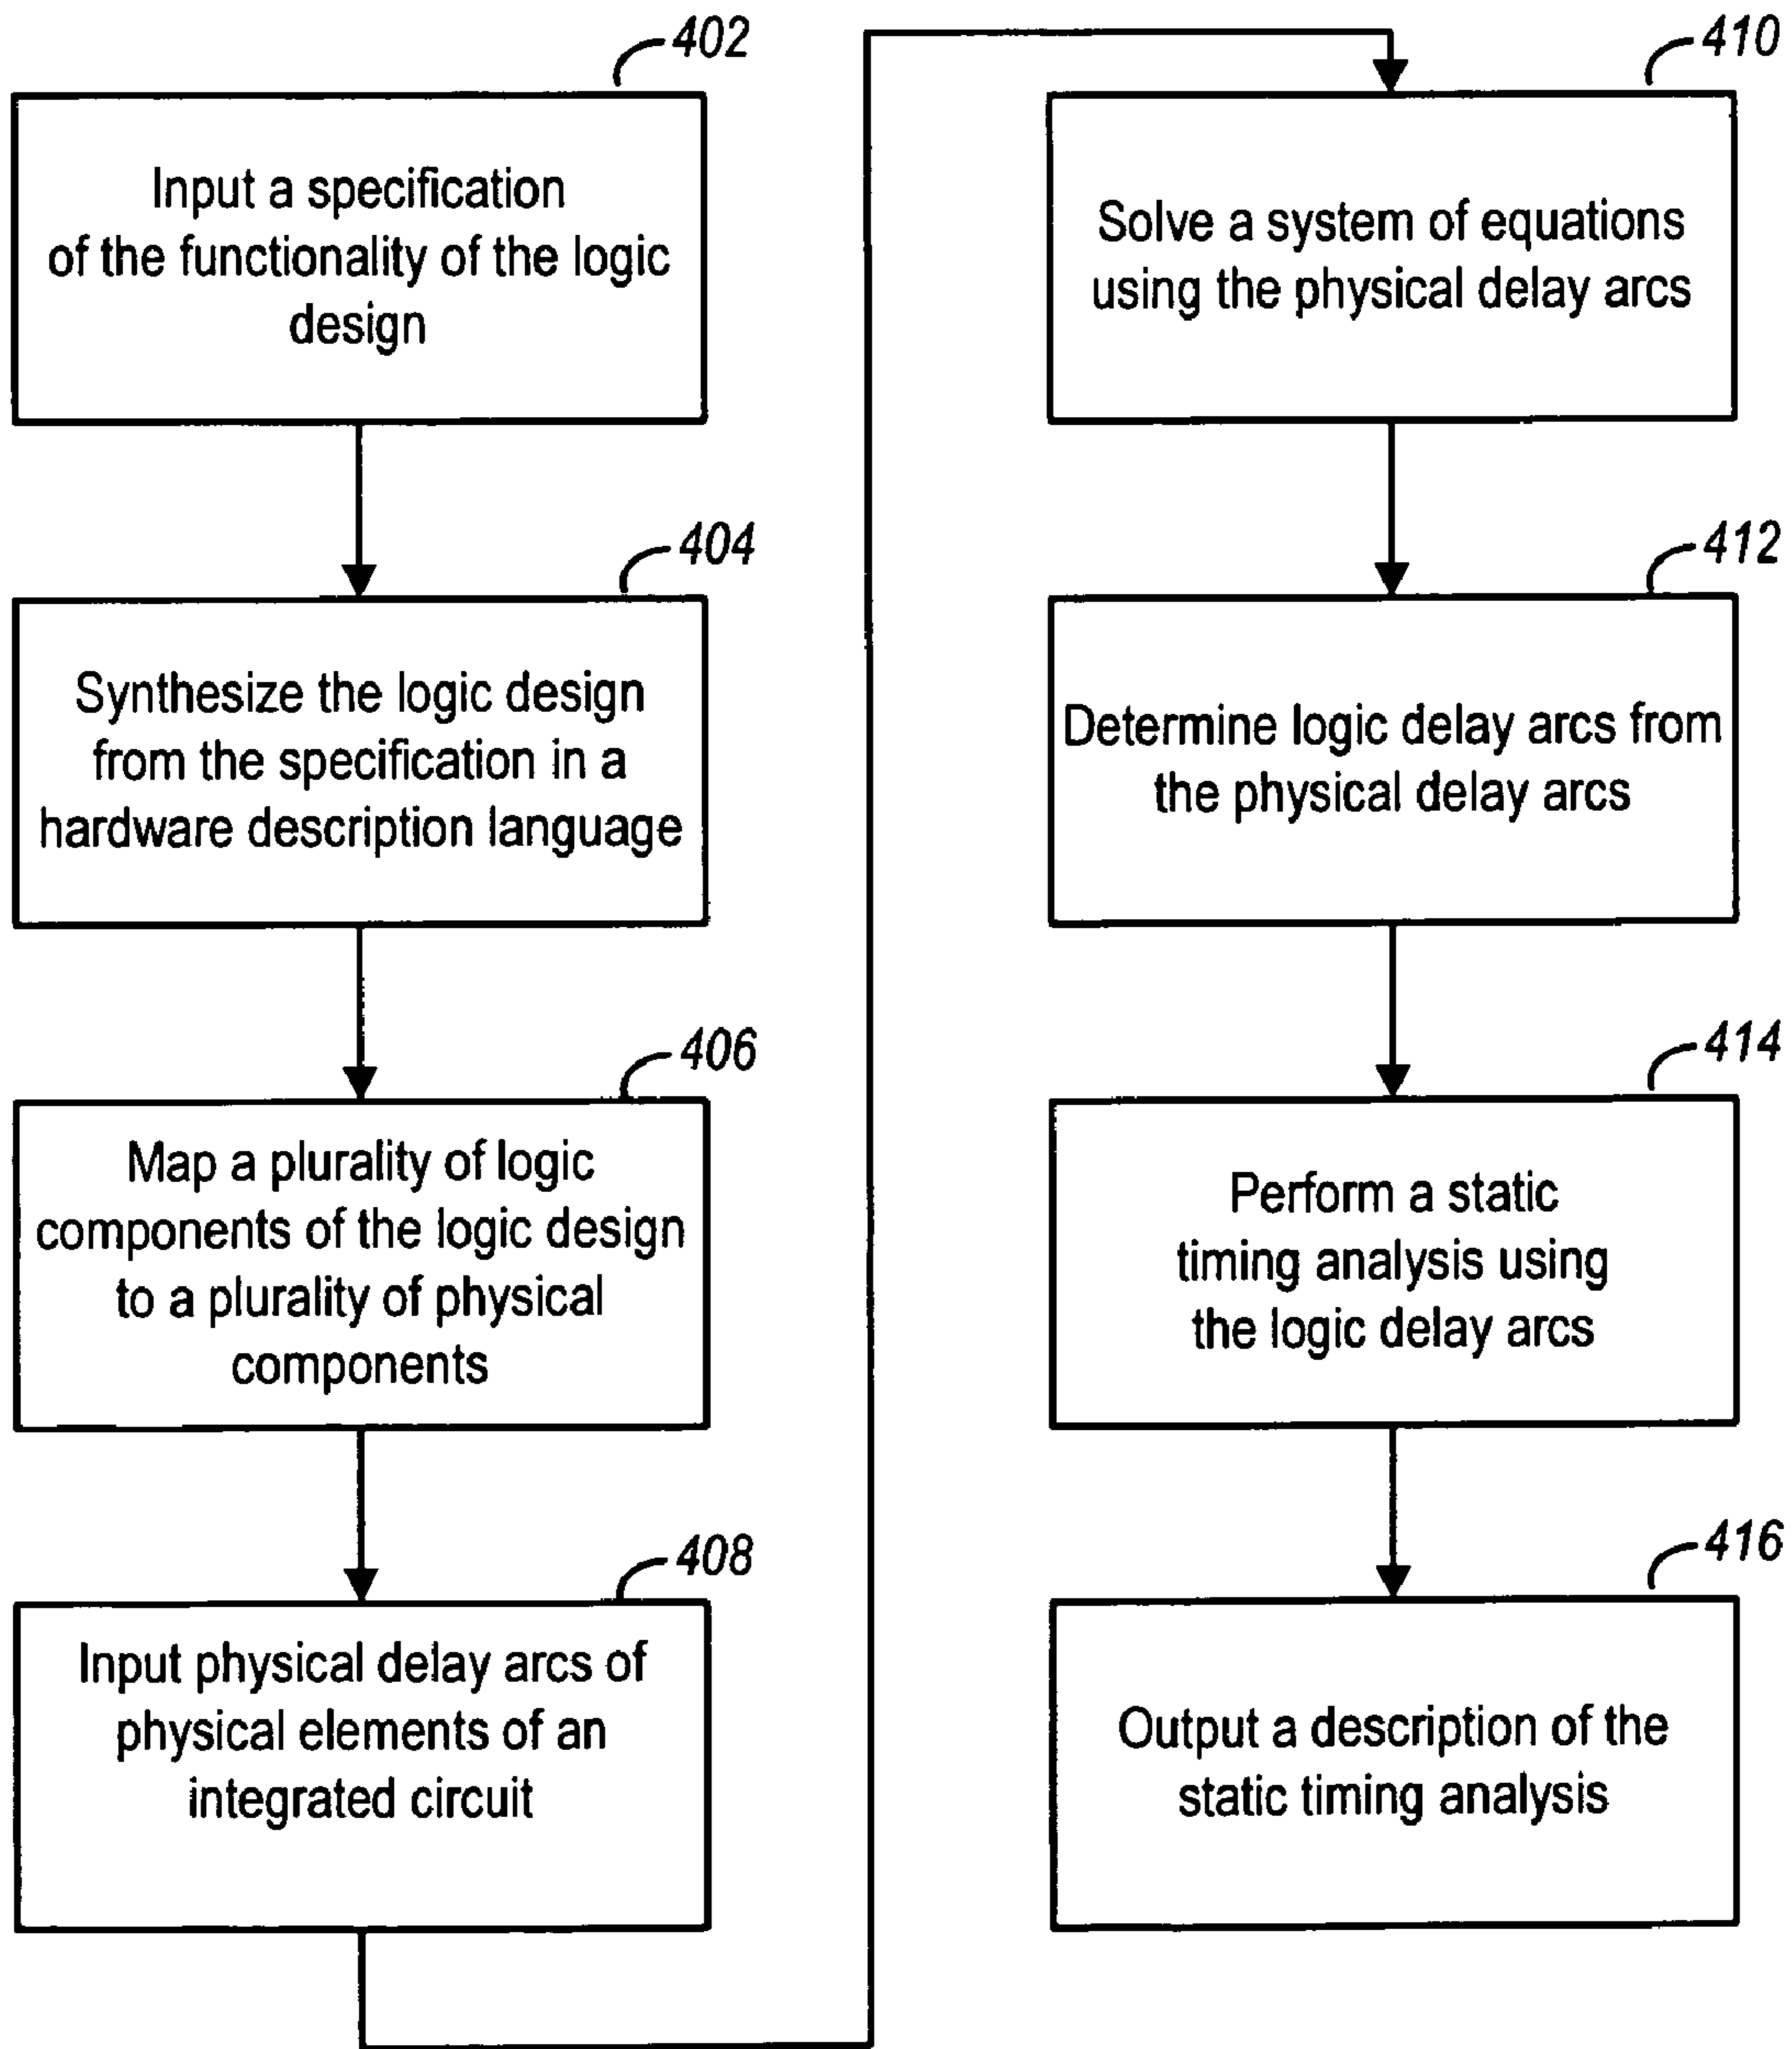 402
Input a specification
of the functionality of the logic
design
404
Synthesize the logic design
from the specification in a
hardware description language
406
Map a plurality of logic
components of the logic design
to a plurality of physical
components
408
Input physical delay arcs of
physical elements of an
integrated circuit
410
Solve a system of equations
using the physical delay arcs
412
Determine logic delay arcs from
the physical delay arcs
414
Perform a static
timing analysis using
the logic delay arcs
416
Output a description of the
static timing analysis